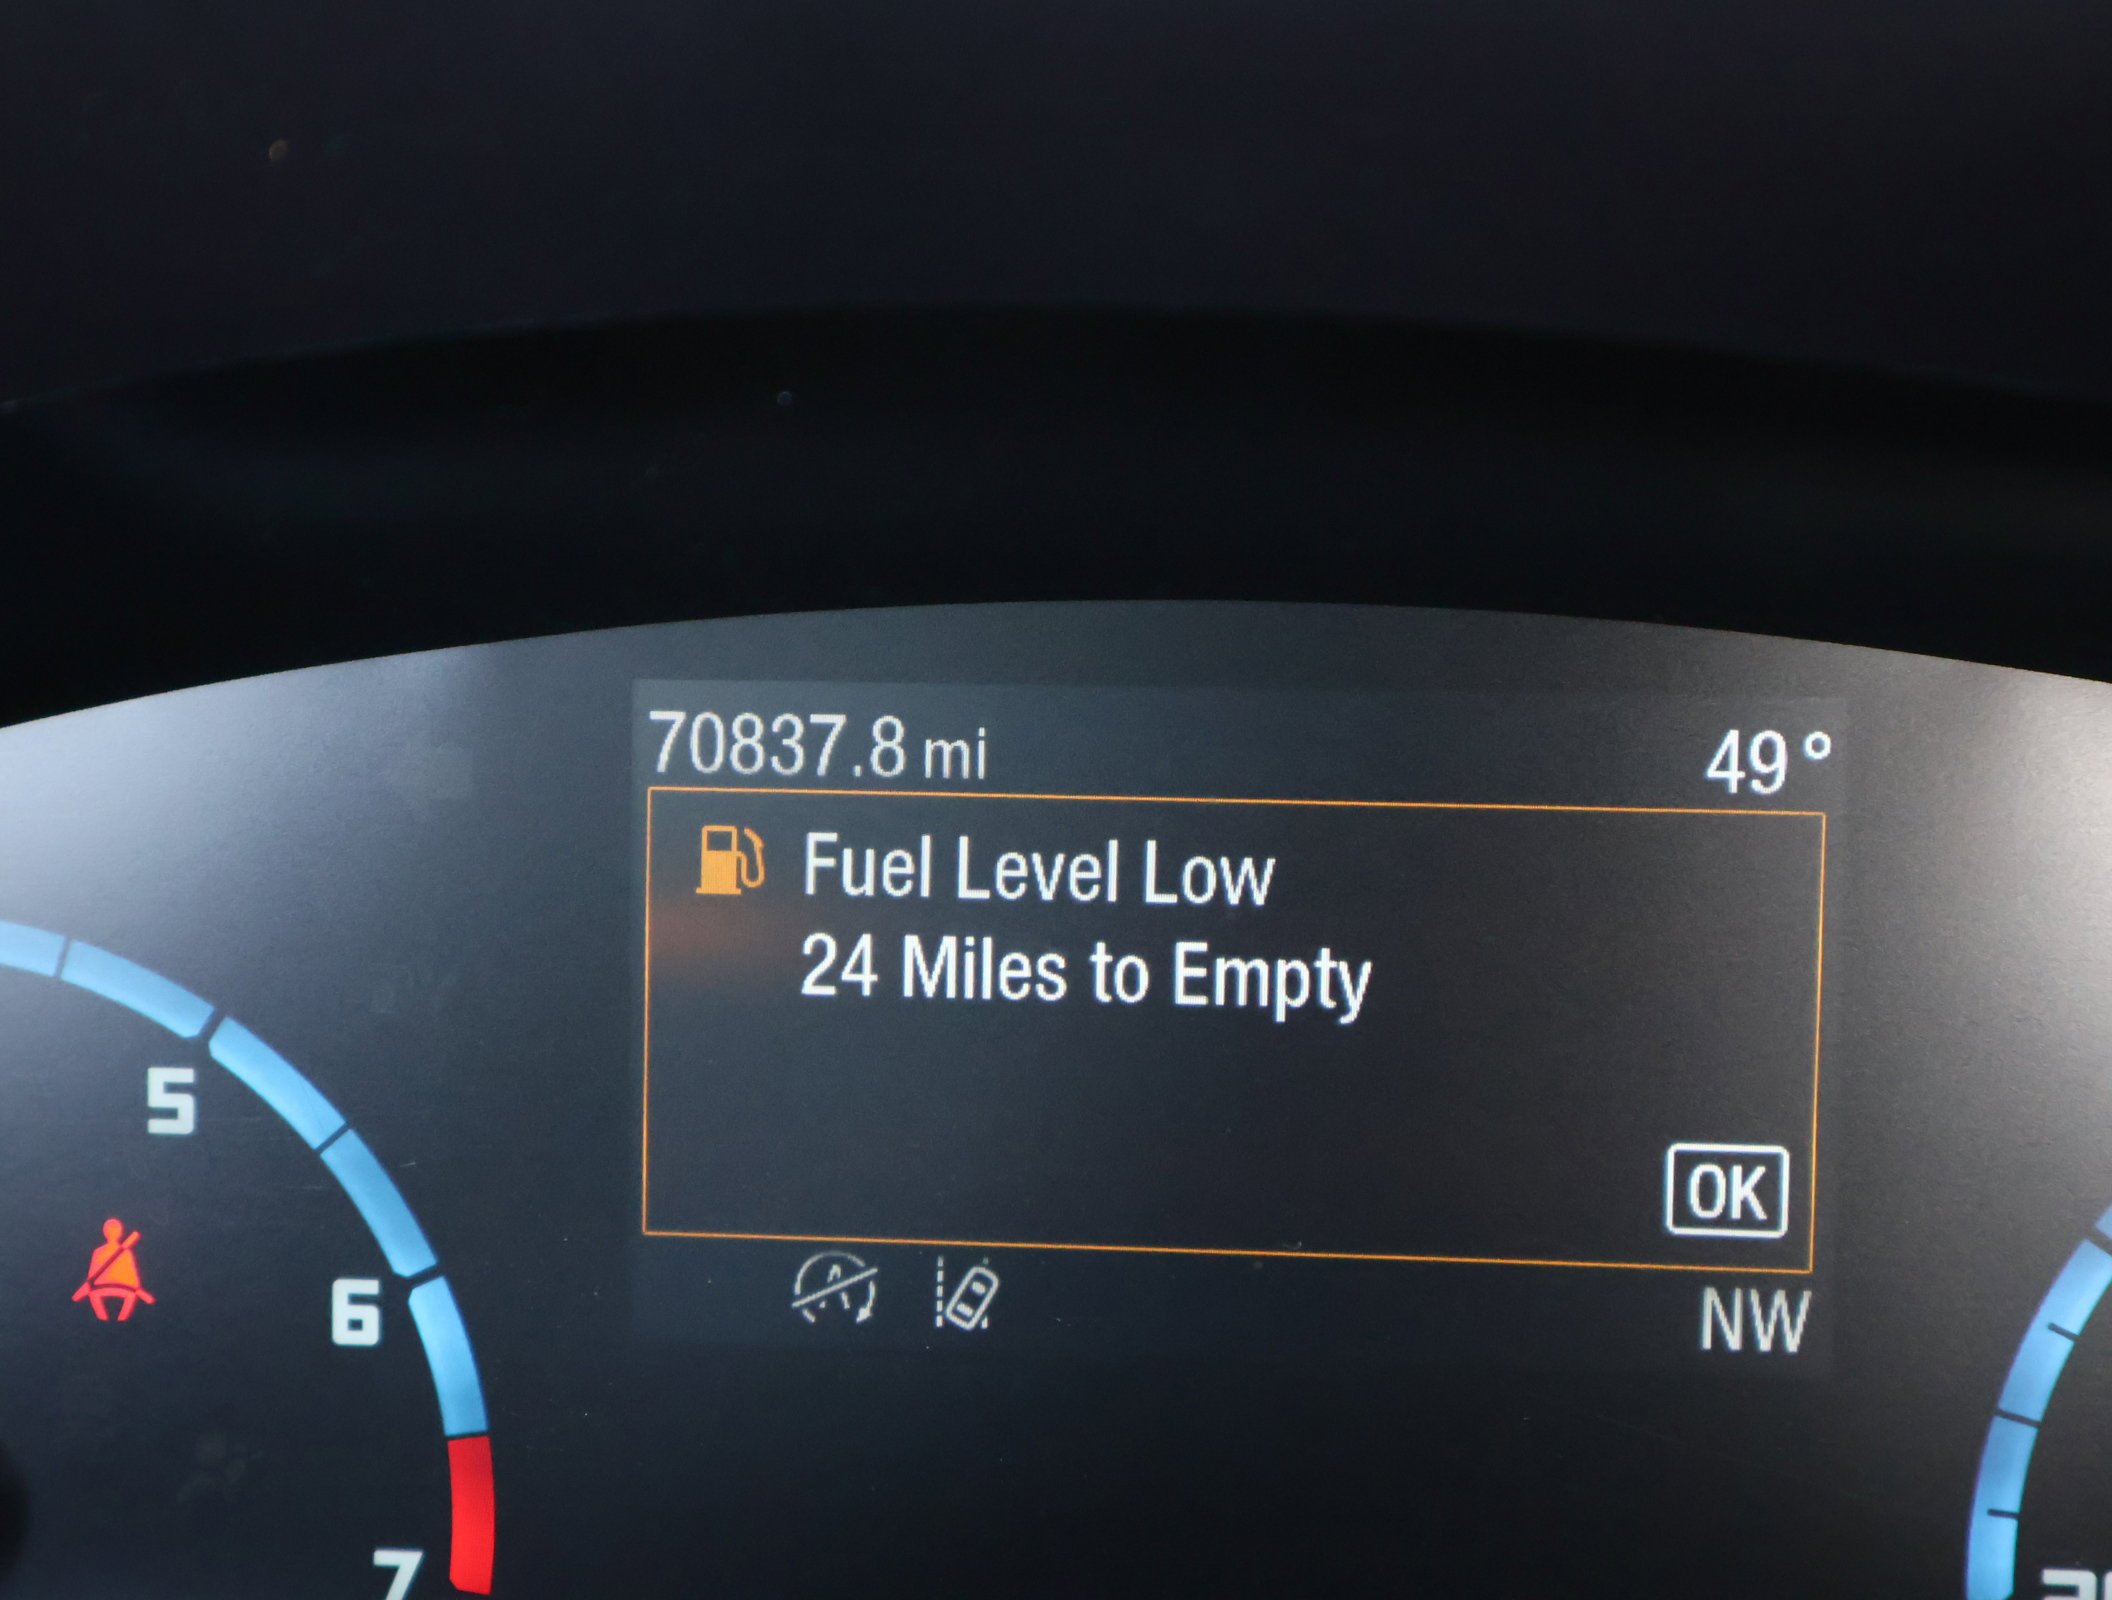 70837.8 mi 49°
Fuel Level Low
24 Miles to Empty
OK
NW
5
6
7
A